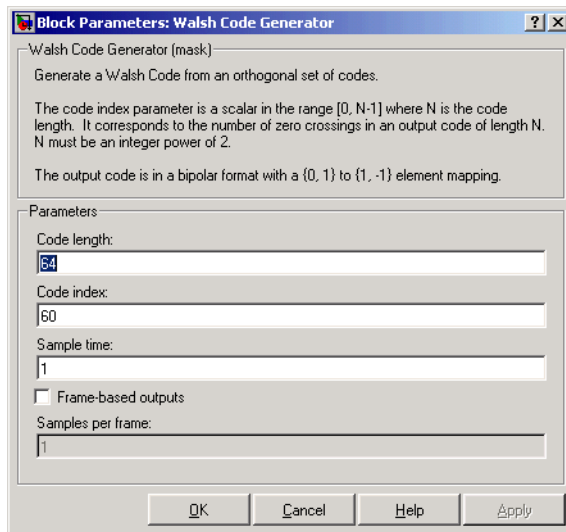 Block Parameters: Walsh Code Generator
Walsh Code Generator (mask)
Generate a Walsh Code from an orthogonal set of codes.
The code index parameter is a scalar in the range [0, N-1] where N is the code
length. It corresponds to the number of zero crossings in an output code of length N.
N must be an integer power of 2.
The output code is in a bipolar format with a {0, 1} to {1, -1} element mapping.
Parameters
Code length:
64
Code index:
60
Sample time:
1
Frame-based outputs
Samples per frame:
1
OK Cancel Help Apply